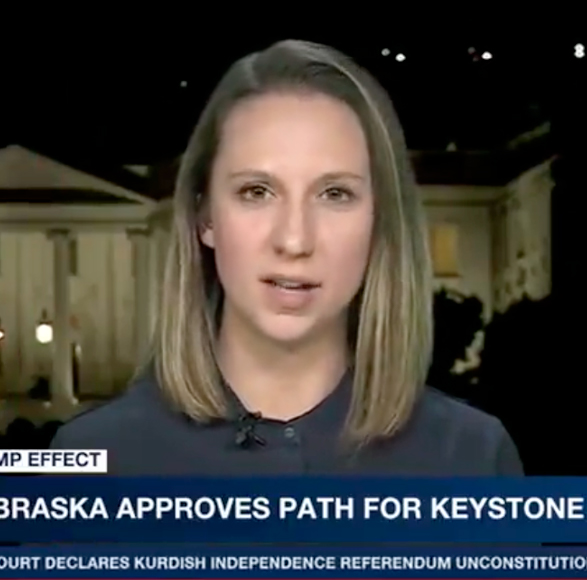 MP EFFECT
BRASKA APPROVES PATH FOR KEYSTONE
OURT DECLARES KURDISH INDEPENDENCE REFERENDUM UNCONSTITUTIO